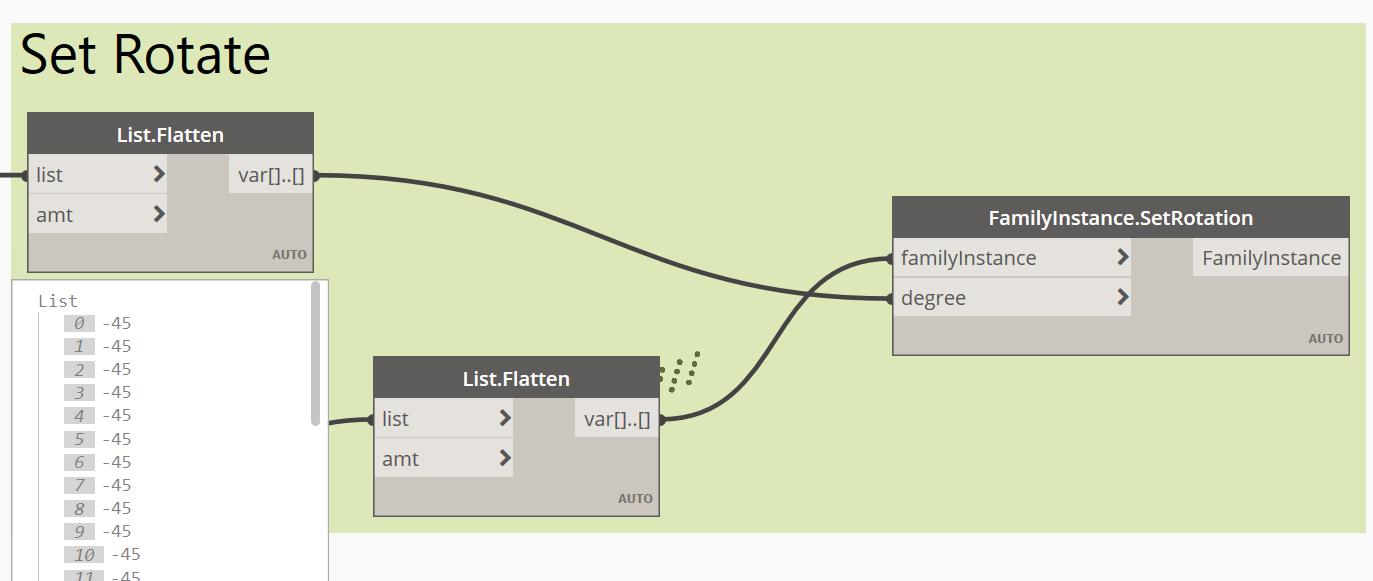 Set Rotate
List.Flatten
list var[]..[]
amt
AUTO
List
0 -45
1 -45
2 -45
3 -45
4 -45
5 -45
6 -45
7 -45
8 -45
9 -45
10 -45
11 -45
List.Flatten
list var[]..[]
amt
AUTO
FamilyInstance.SetRotation
familyInstance FamilyInstance
degree
AUTO